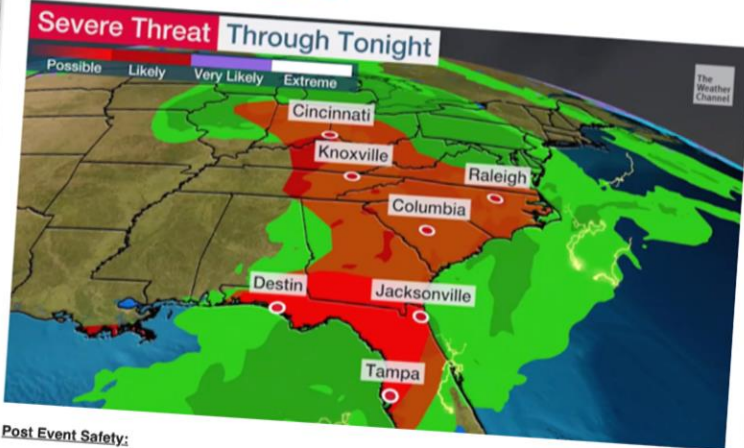 Severe Threat Through Tonight
Possible Likely Very Likely Extreme
The
Weather
Channel
Cincinnati
Knoxville
Raleigh
Columbia
Destin
Jacksonville
Tampa
Post Event Safety: